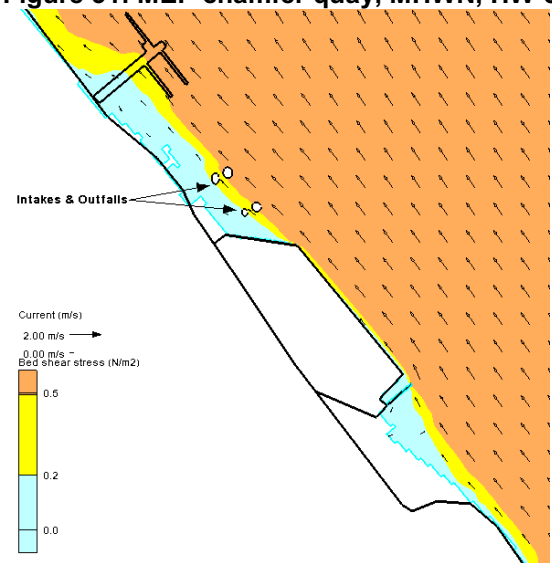 Intakes & Outfalls
Current (m/s)
2.00 m/s
0.00 m/s
Bed shear stress (N/m2)
0.5
0.2
0.0